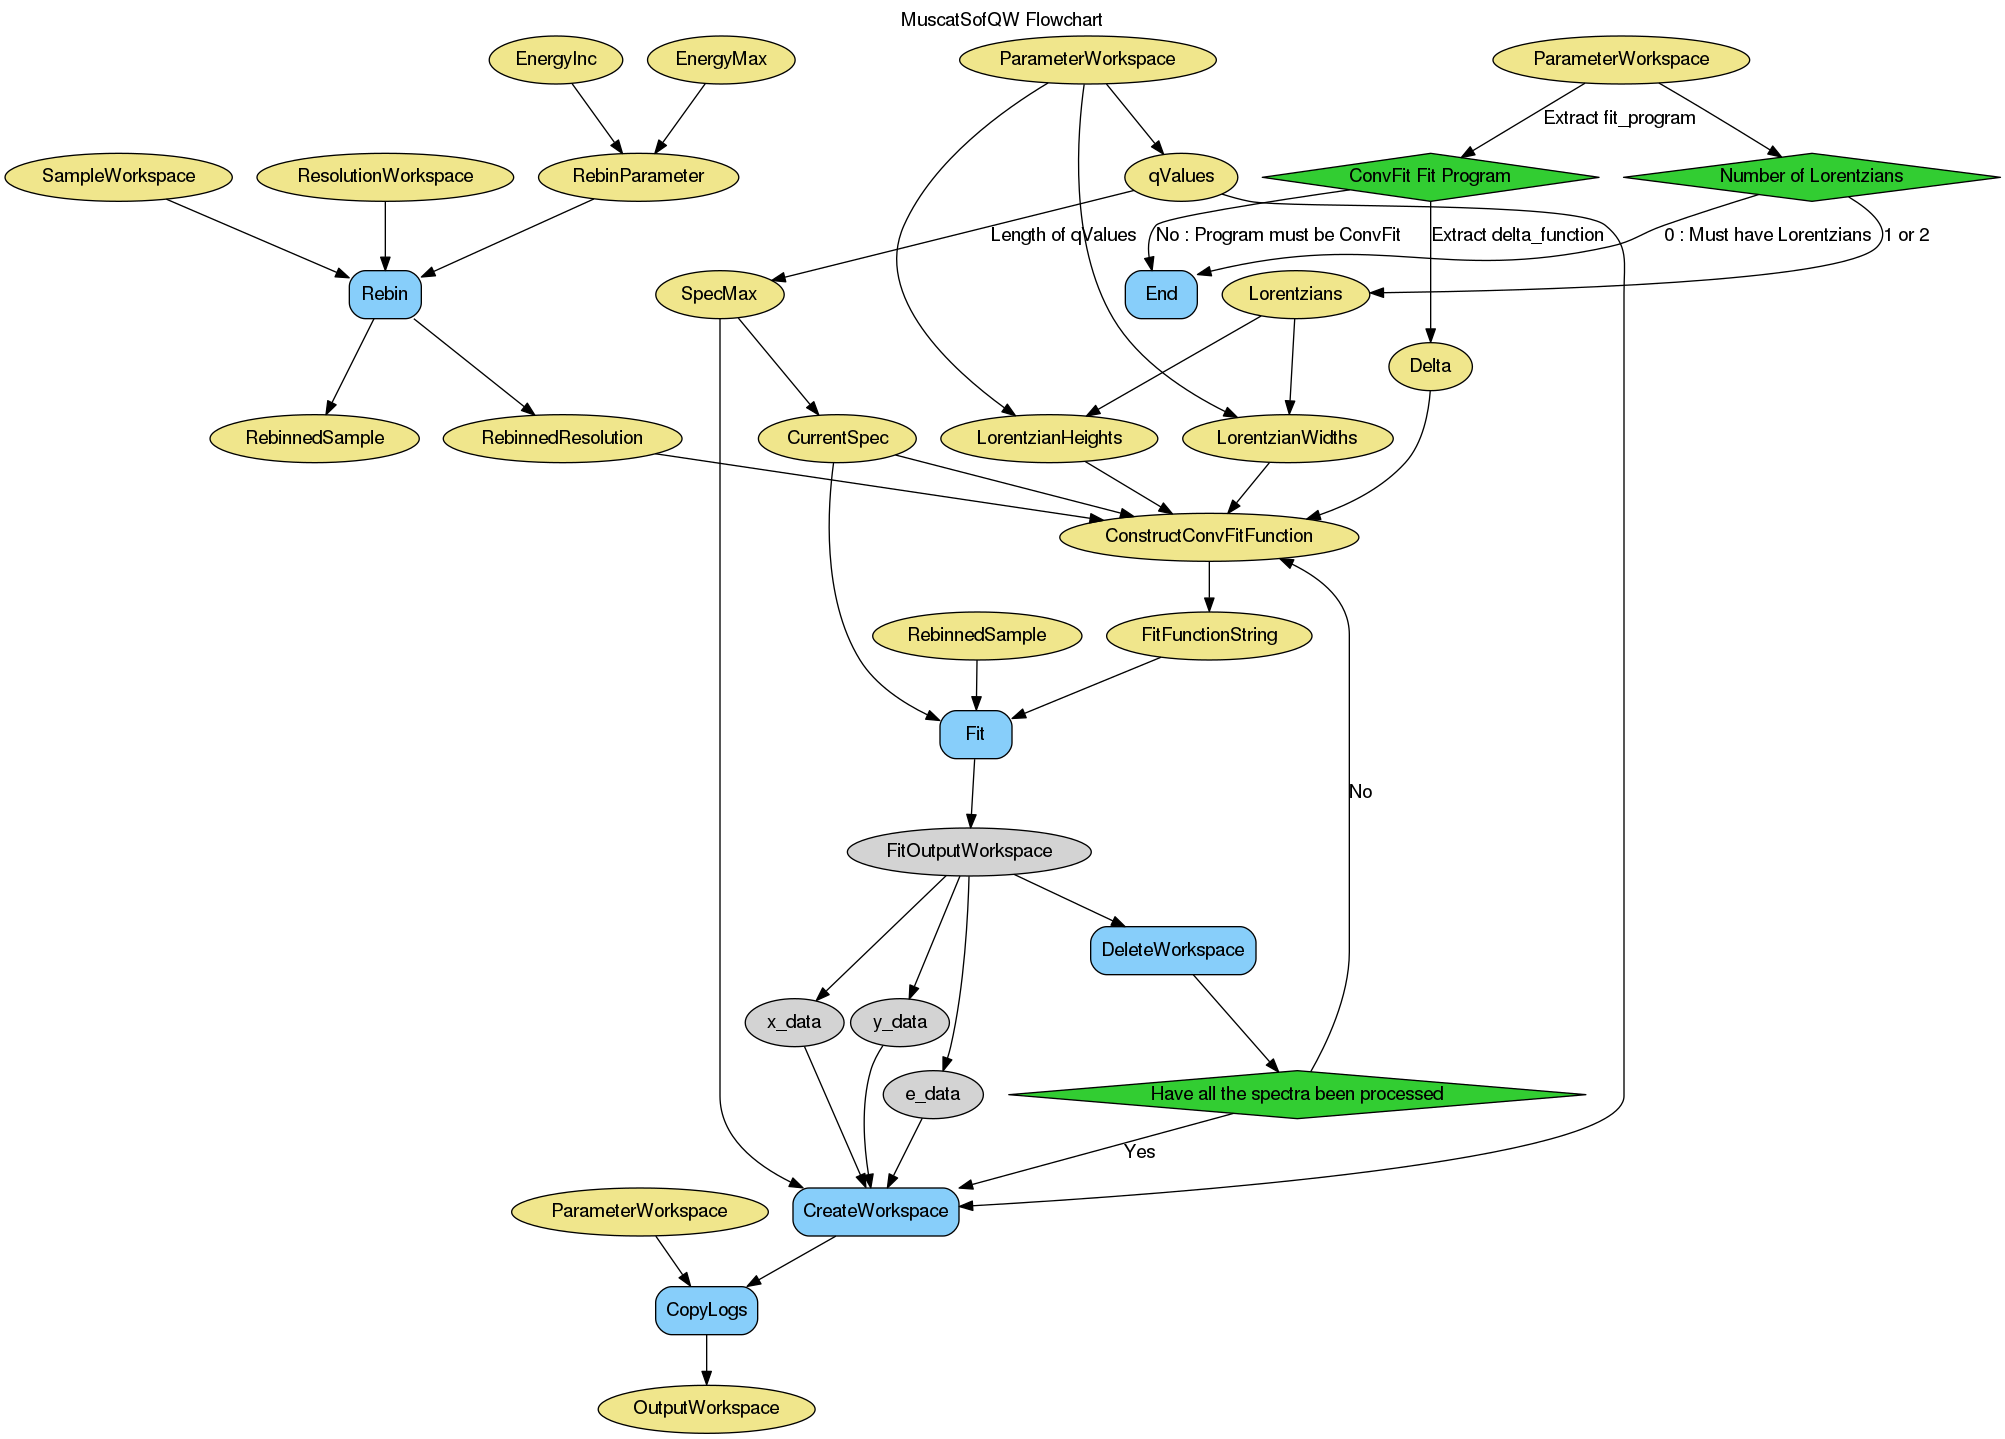 MuscatSofQW Flowchart
EnergyInc
EnergyMax
ParameterWorkspace
ParameterWorkspace
Extract fit_program
SampleWorkspace
ResolutionWorkspace
RebinParameter
qValues
ConvFit Fit Program
Number of Lorentzians
Length of qValues
No : Program must be ConvFit
Extract delta_function
0 : Must have Lorentzians
1 or 2
Rebin
SpecMax
End
Lorentzians
Delta
RebinnedSample
RebinnedResolution
CurrentSpec
LorentzianHeights
LorentzianWidths
ConstructConvFitFunction
RebinnedSample
FitFunctionString
Fit
No
FitOutputWorkspace
DeleteWorkspace
x_data
y_data
e_data
Have all the spectra been processed
Yes
ParameterWorkspace
CreateWorkspace
CopyLogs
OutputWorkspace